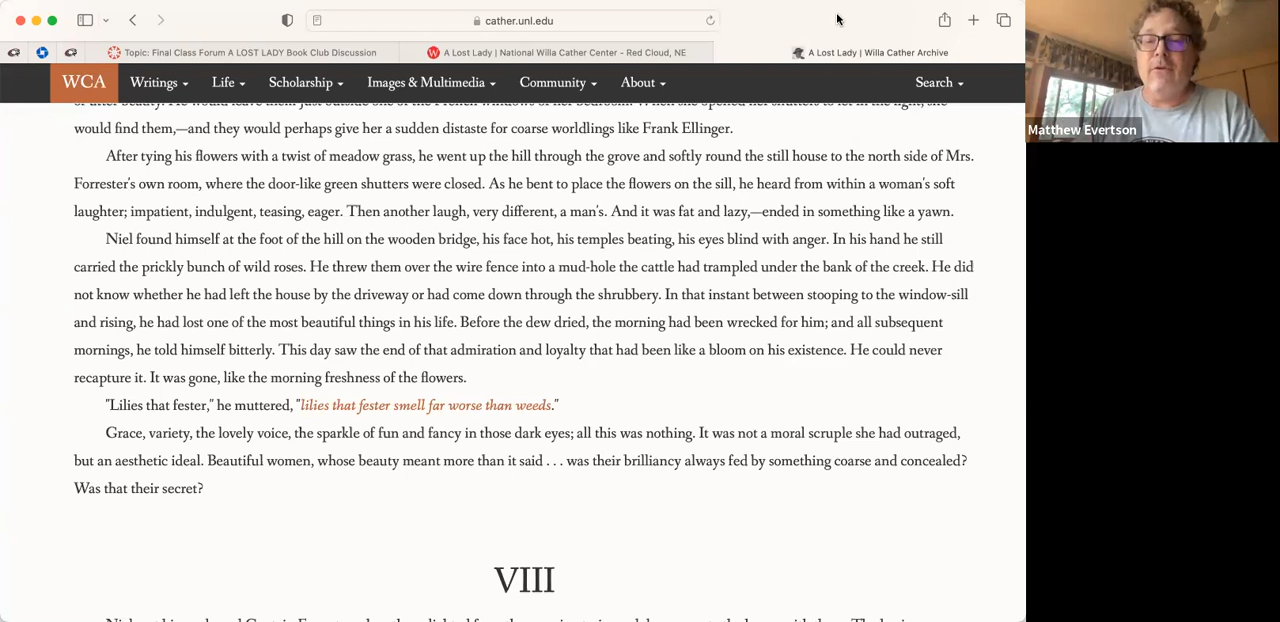 cather.unl.edu
Topic: Final Class Forum A LOST LADY Book Club Discussion
A Lost Lady | National Willa Cather Center - Red Cloud, NE
A Lost Lady | Willa Cather Archive
WCA Writings Life Scholarship Images & Multimedia Community About Search
Matthew Evertson
would find them,—and they would perhaps give her a sudden distaste for coarse worldlings like Frank Ellinger.
After tying his flowers with a twist of meadow grass, he went up the hill through the grove and softly round the still house to the north side of Mrs.
Forrester's own room, where the door-like green shutters were closed. As he bent to place the flowers on the sill, he heard from within a woman's soft
laughter; impatient, indulgent, teasing, eager. Then another laugh, very different, a man's. And it was fat and lazy,—ended in something like a yawn.
Niel found himself at the foot of the hill on the wooden bridge, his face hot, his temples beating, his eyes blind with anger. In his hand he still
carried the prickly bunch of wild roses. He threw them over the wire fence into a mud-hole the cattle had trampled under the bank of the creek. He did
not know whether he had left the house by the driveway or had come down through the shrubbery. In that instant between stooping to the window-sill
and rising, he had lost one of the most beautiful things in his life. Before the dew dried, the morning had been wrecked for him; and all subsequent
mornings, he told himself bitterly. This day saw the end of that admiration and loyalty that had been like a bloom on his existence. He could never
recapture it. It was gone, like the morning freshness of the flowers.
"Lilies that fester," he muttered, "lilies that fester smell far worse than weeds."
Grace, variety, the lovely voice, the sparkle of fun and fancy in those dark eyes; all this was nothing. It was not a moral scruple she had outraged,
but an aesthetic ideal. Beautiful women, whose beauty meant more than it said . . . was their brilliancy always fed by something coarse and concealed?
Was that their secret?
VIII